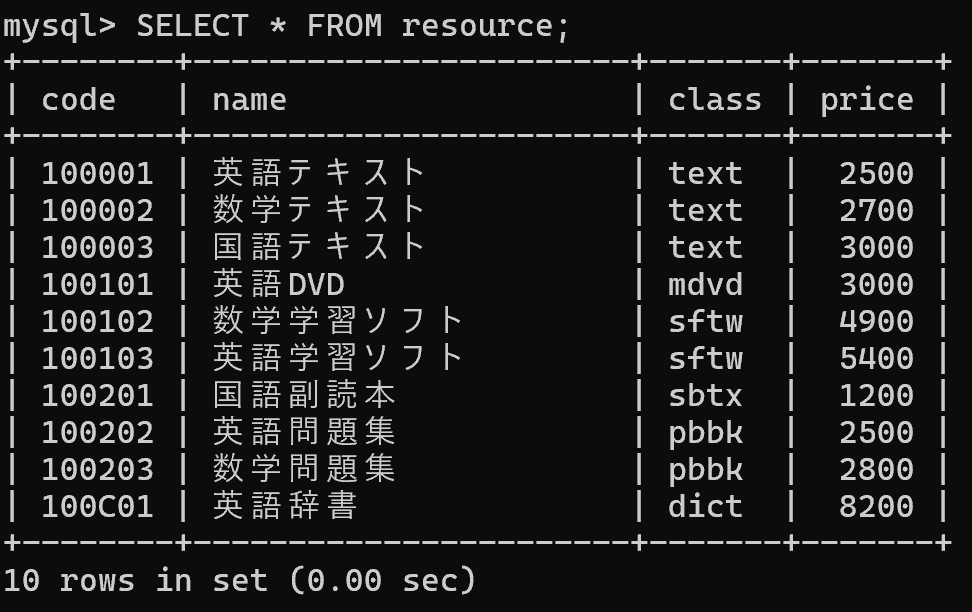 mysql> SELECT * FROM resource;
+--------+------------------------+-------+-------+
| code   | name                   | class | price |
+--------+------------------------+-------+-------+
| 100001 | 英語テキスト           | text  |  2500 |
| 100002 | 数学テキスト           | text  |  2700 |
| 100003 | 国語テキスト           | text  |  3000 |
| 100101 | 英語DVD                | mdvd  |  3000 |
| 100102 | 数学学習ソフト         | sftw  |  4900 |
| 100103 | 英語学習ソフト         | sftw  |  5400 |
| 100201 | 国語副読本             | sbtx  |  1200 |
| 100202 | 英語問題集             | pbbk  |  2500 |
| 100203 | 数学問題集             | pbbk  |  2800 |
| 100C01 | 英語辞書               | dict  |  8200 |
+--------+------------------------+-------+-------+
10 rows in set (0.00 sec)